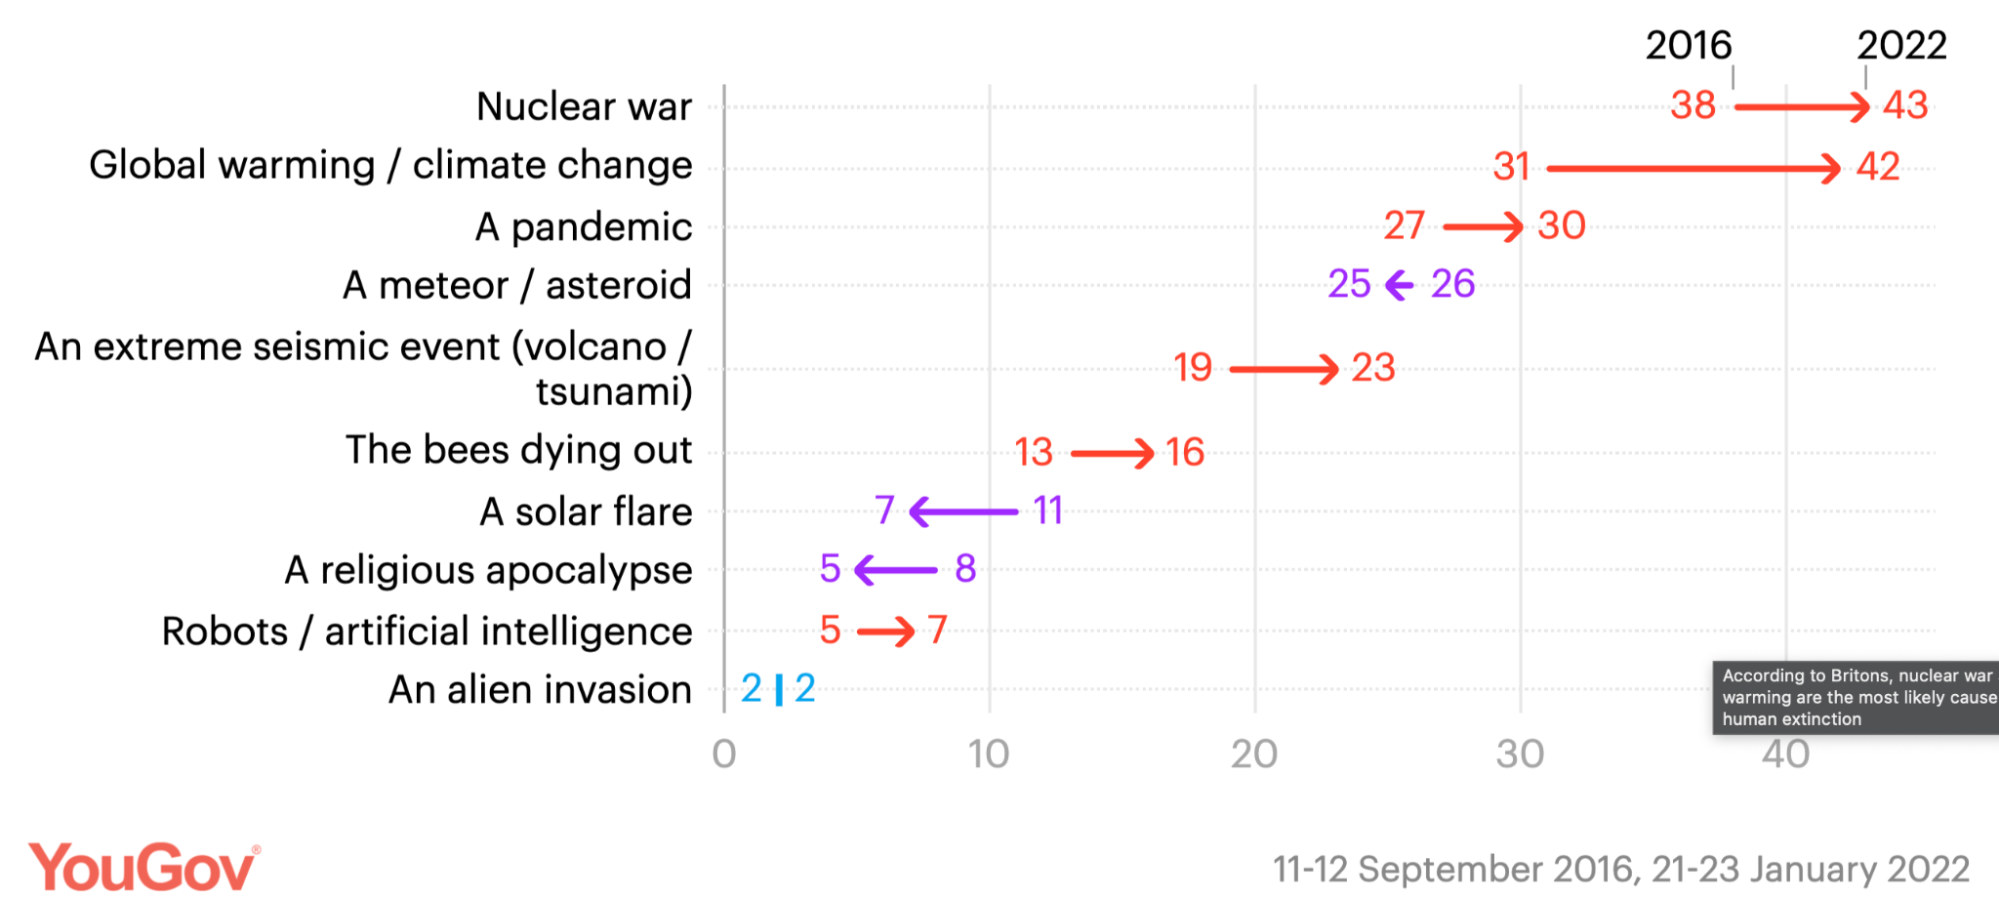 2016 2022
Nuclear war 38 43
Global warming / climate change 31 42
A pandemic 27 30
A meteor / asteroid 25 26
An extreme seismic event (volcano /
tsunami) 19 23
The bees dying out 13 16
A solar flare 7 11
A religious apocalypse 5 8
Robots / artificial intelligence 5 7
An alien invasion 2 2
According to Britons, nuclear war
warming are the most likely cause
human extinction
0 10 20 30 40
YouGov®
11-12 September 2016, 21-23 January 2022